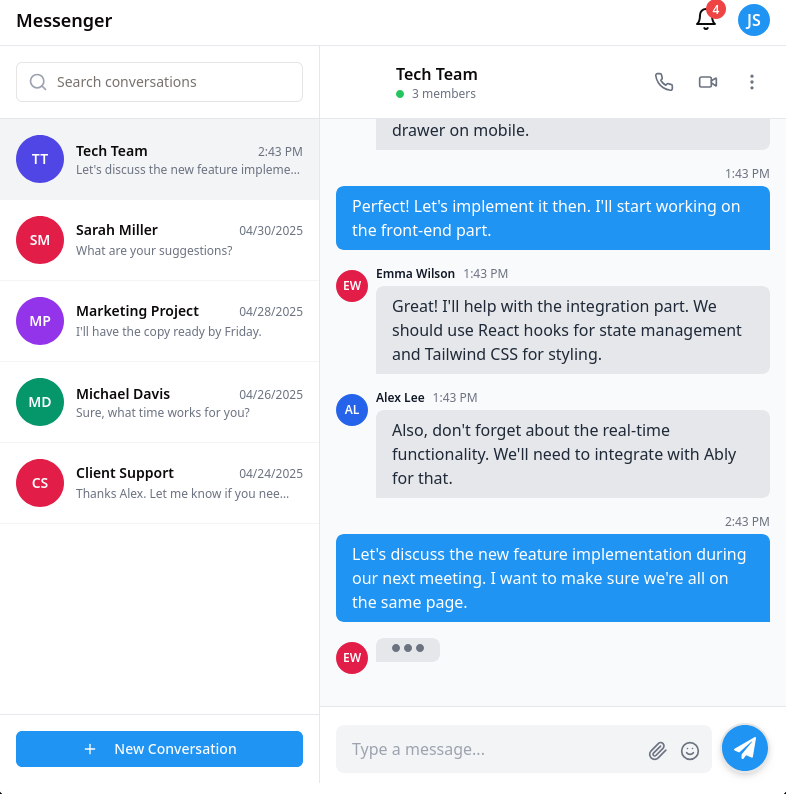 Messenger
4
JS
Search conversations
TT
Tech Team
2:43 PM
Let's discuss the new feature impleme...
SM
Sarah Miller
04/30/2025
What are your suggestions?
MP
Marketing Project
04/28/2025
I'll have the copy ready by Friday.
MD
Michael Davis
04/26/2025
Sure, what time works for you?
CS
Client Support
04/24/2025
Thanks Alex. Let me know if you nee...
+ New Conversation
Tech Team
3 members
drawer on mobile.
1:43 PM
Perfect! Let's implement it then. I'll start working on
the front-end part.
EW
Emma Wilson 1:43 PM
Great! I'll help with the integration part. We
should use React hooks for state management
and Tailwind CSS for styling.
AL
Alex Lee 1:43 PM
Also, don't forget about the real-time
functionality. We'll need to integrate with Ably
for that.
2:43 PM
Let's discuss the new feature implementation during
our next meeting. I want to make sure we're all on
the same page.
EW
Type a message...